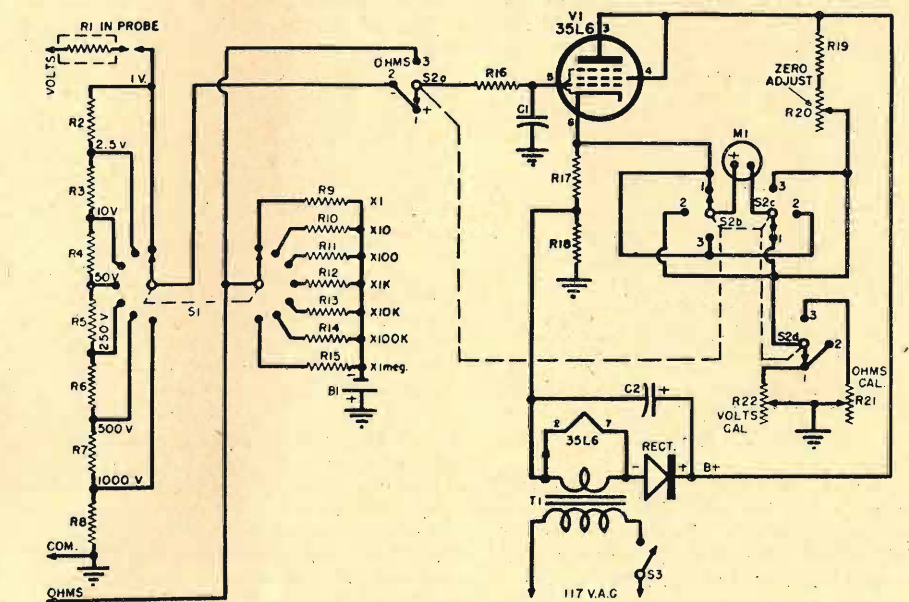 R1 IN PROBE
VOLTS
1 V.
R2
2.5 V
R3
10V
R4
50V
R5
250 V
R6
500 V
R7
1000 V
R8
COM.
OHMS
S1
R9
X1
R10
X10
R11
X100
R12
X1K
R13
X10K
R14
X100K
R15
X1meg.
-
B1
+
OHMS
3
2
-
S2a
+
1
R16
C1
V1
35L6
3
5
4
6
R17
R18
R19
ZERO
ADJUST
R20
M1
+
1
2
S2b
3
3
S2c
2
1
3
S2d
2
1
OHMS
CAL.
R21
R22
VOLTS
CAL
C2
+
2
7
35L6
RECT.
-
+
B+
T1
S3
117 V.A.C